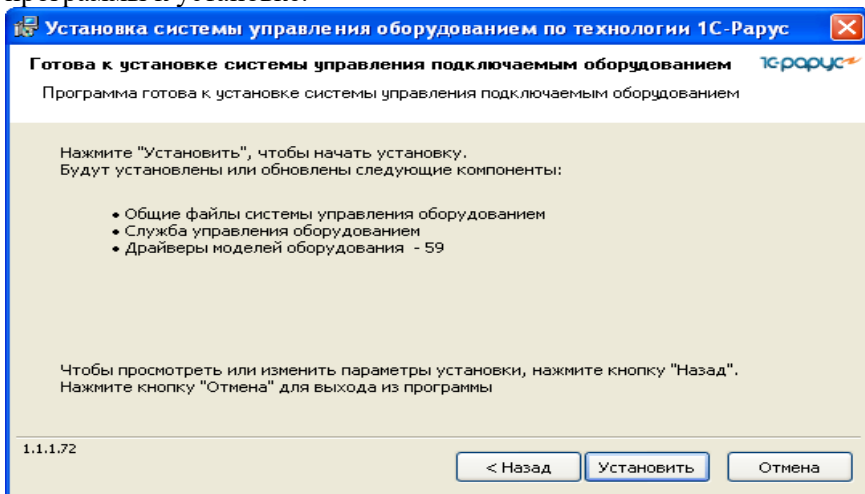 программы к установке.
Установка системы управления оборудованием по технологии 1С-Рарус
Готова к установке системы управления подключаемым оборудованием
1С·рарус
Программа готова к установке системы управления подключаемым оборудованием
Нажмите "Установить", чтобы начать установку.
Будут установлены или обновлены следующие компоненты:
• Общие файлы системы управления оборудованием
• Служба управления оборудованием
• Драйверы моделей оборудования - 59
Чтобы просмотреть или изменить параметры установки, нажмите кнопку "Назад".
Нажмите кнопку "Отмена" для выхода из программы
1.1.1.72
< Назад
Установить
Отмена